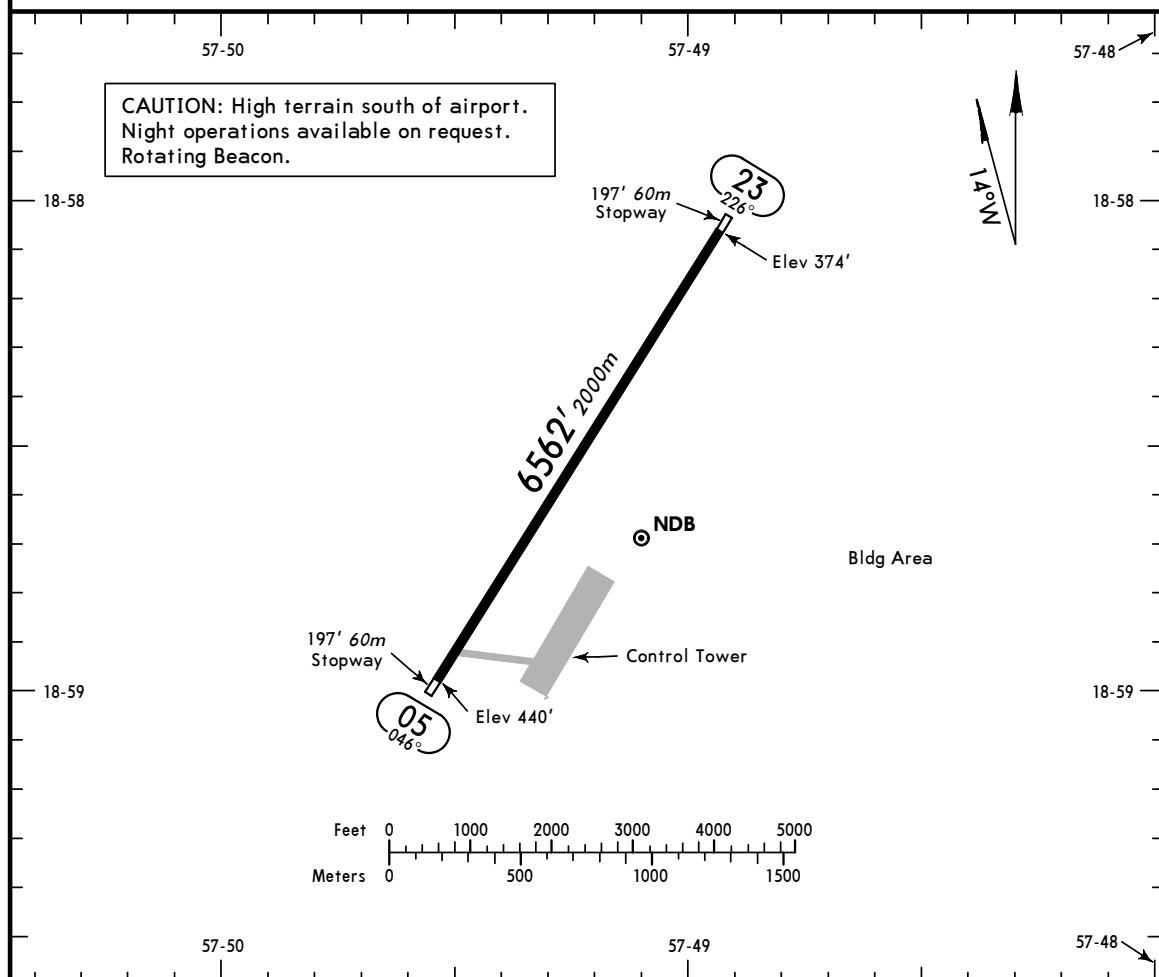 57-50
57-49
57-48
CAUTION: High terrain south of airport.
Night operations available on request.
Rotating Beacon.
14°W
18-58
18-58
197' 60m
Stopway
23
226°
Elev 374'
6562' 2000m
NDB
Bldg Area
197' 60m
Stopway
Control Tower
18-59
18-59
05
046°
Elev 440'
Feet 0 1000 2000 3000 4000 5000
Meters 0 500 1000 1500
57-50
57-49
57-48